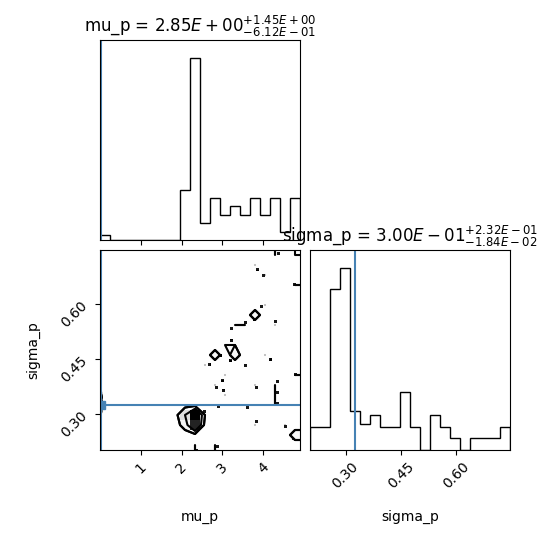 mu_p = 2.85E + 00+1.45E+00−6.12E−01
sigma_p = 3.00E − 01+2.32E−01−1.84E−02
0.60
0.45
0.30
sigma_p
1 2 3 4
0.30 0.45 0.60
mu_p
sigma_p